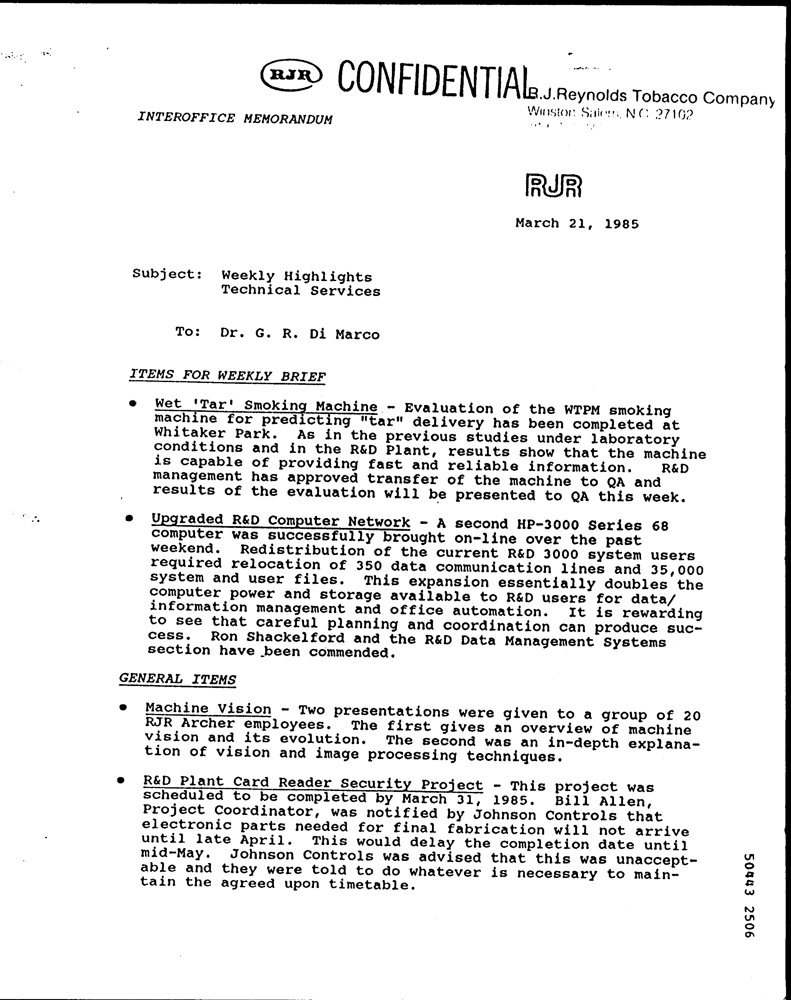 RJR CONFIDENTIAL
R.J.Reynolds Tobacco Company
Winston-Salem, N.C. 27102
INTEROFFICE MEMORANDUM
RJR
March 21, 1985
Subject: Weekly Highlights
Technical Services
To: Dr. G. R. Di Marco
ITEMS FOR WEEKLY BRIEF
● Wet 'Tar' Smoking Machine - Evaluation of the WTPM smoking
machine for predicting "tar" delivery has been completed at
Whitaker Park. As in the previous studies under laboratory
conditions and in the R&D Plant, results show that the machine
is capable of providing fast and reliable information. R&D
management has approved transfer of the machine to QA and
results of the evaluation will be presented to QA this week.
● Upgraded R&D Computer Network - A second HP-3000 Series 68
computer was successfully brought on-line over the past
weekend. Redistribution of the current R&D 3000 system users
required relocation of 350 data communication lines and 35,000
system and user files. This expansion essentially doubles the
computer power and storage available to R&D users for data/
information management and office automation. It is rewarding
to see that careful planning and coordination can produce suc-
cess. Ron Shackelford and the R&D Data Management Systems
section have been commended.
GENERAL ITEMS
● Machine Vision - Two presentations were given to a group of 20
RJR Archer employees. The first gives an overview of machine
vision and its evolution. The second was an in-depth explana-
tion of vision and image processing techniques.
● R&D Plant Card Reader Security Project - This project was
scheduled to be completed by March 31, 1985. Bill Allen,
Project Coordinator, was notified by Johnson Controls that
electronic parts needed for final fabrication will not arrive
until late April. This would delay the completion date until
mid-May. Johnson Controls was advised that this was unaccept-
able and they were told to do whatever is necessary to main-
tain the agreed upon timetable.
50443 2506